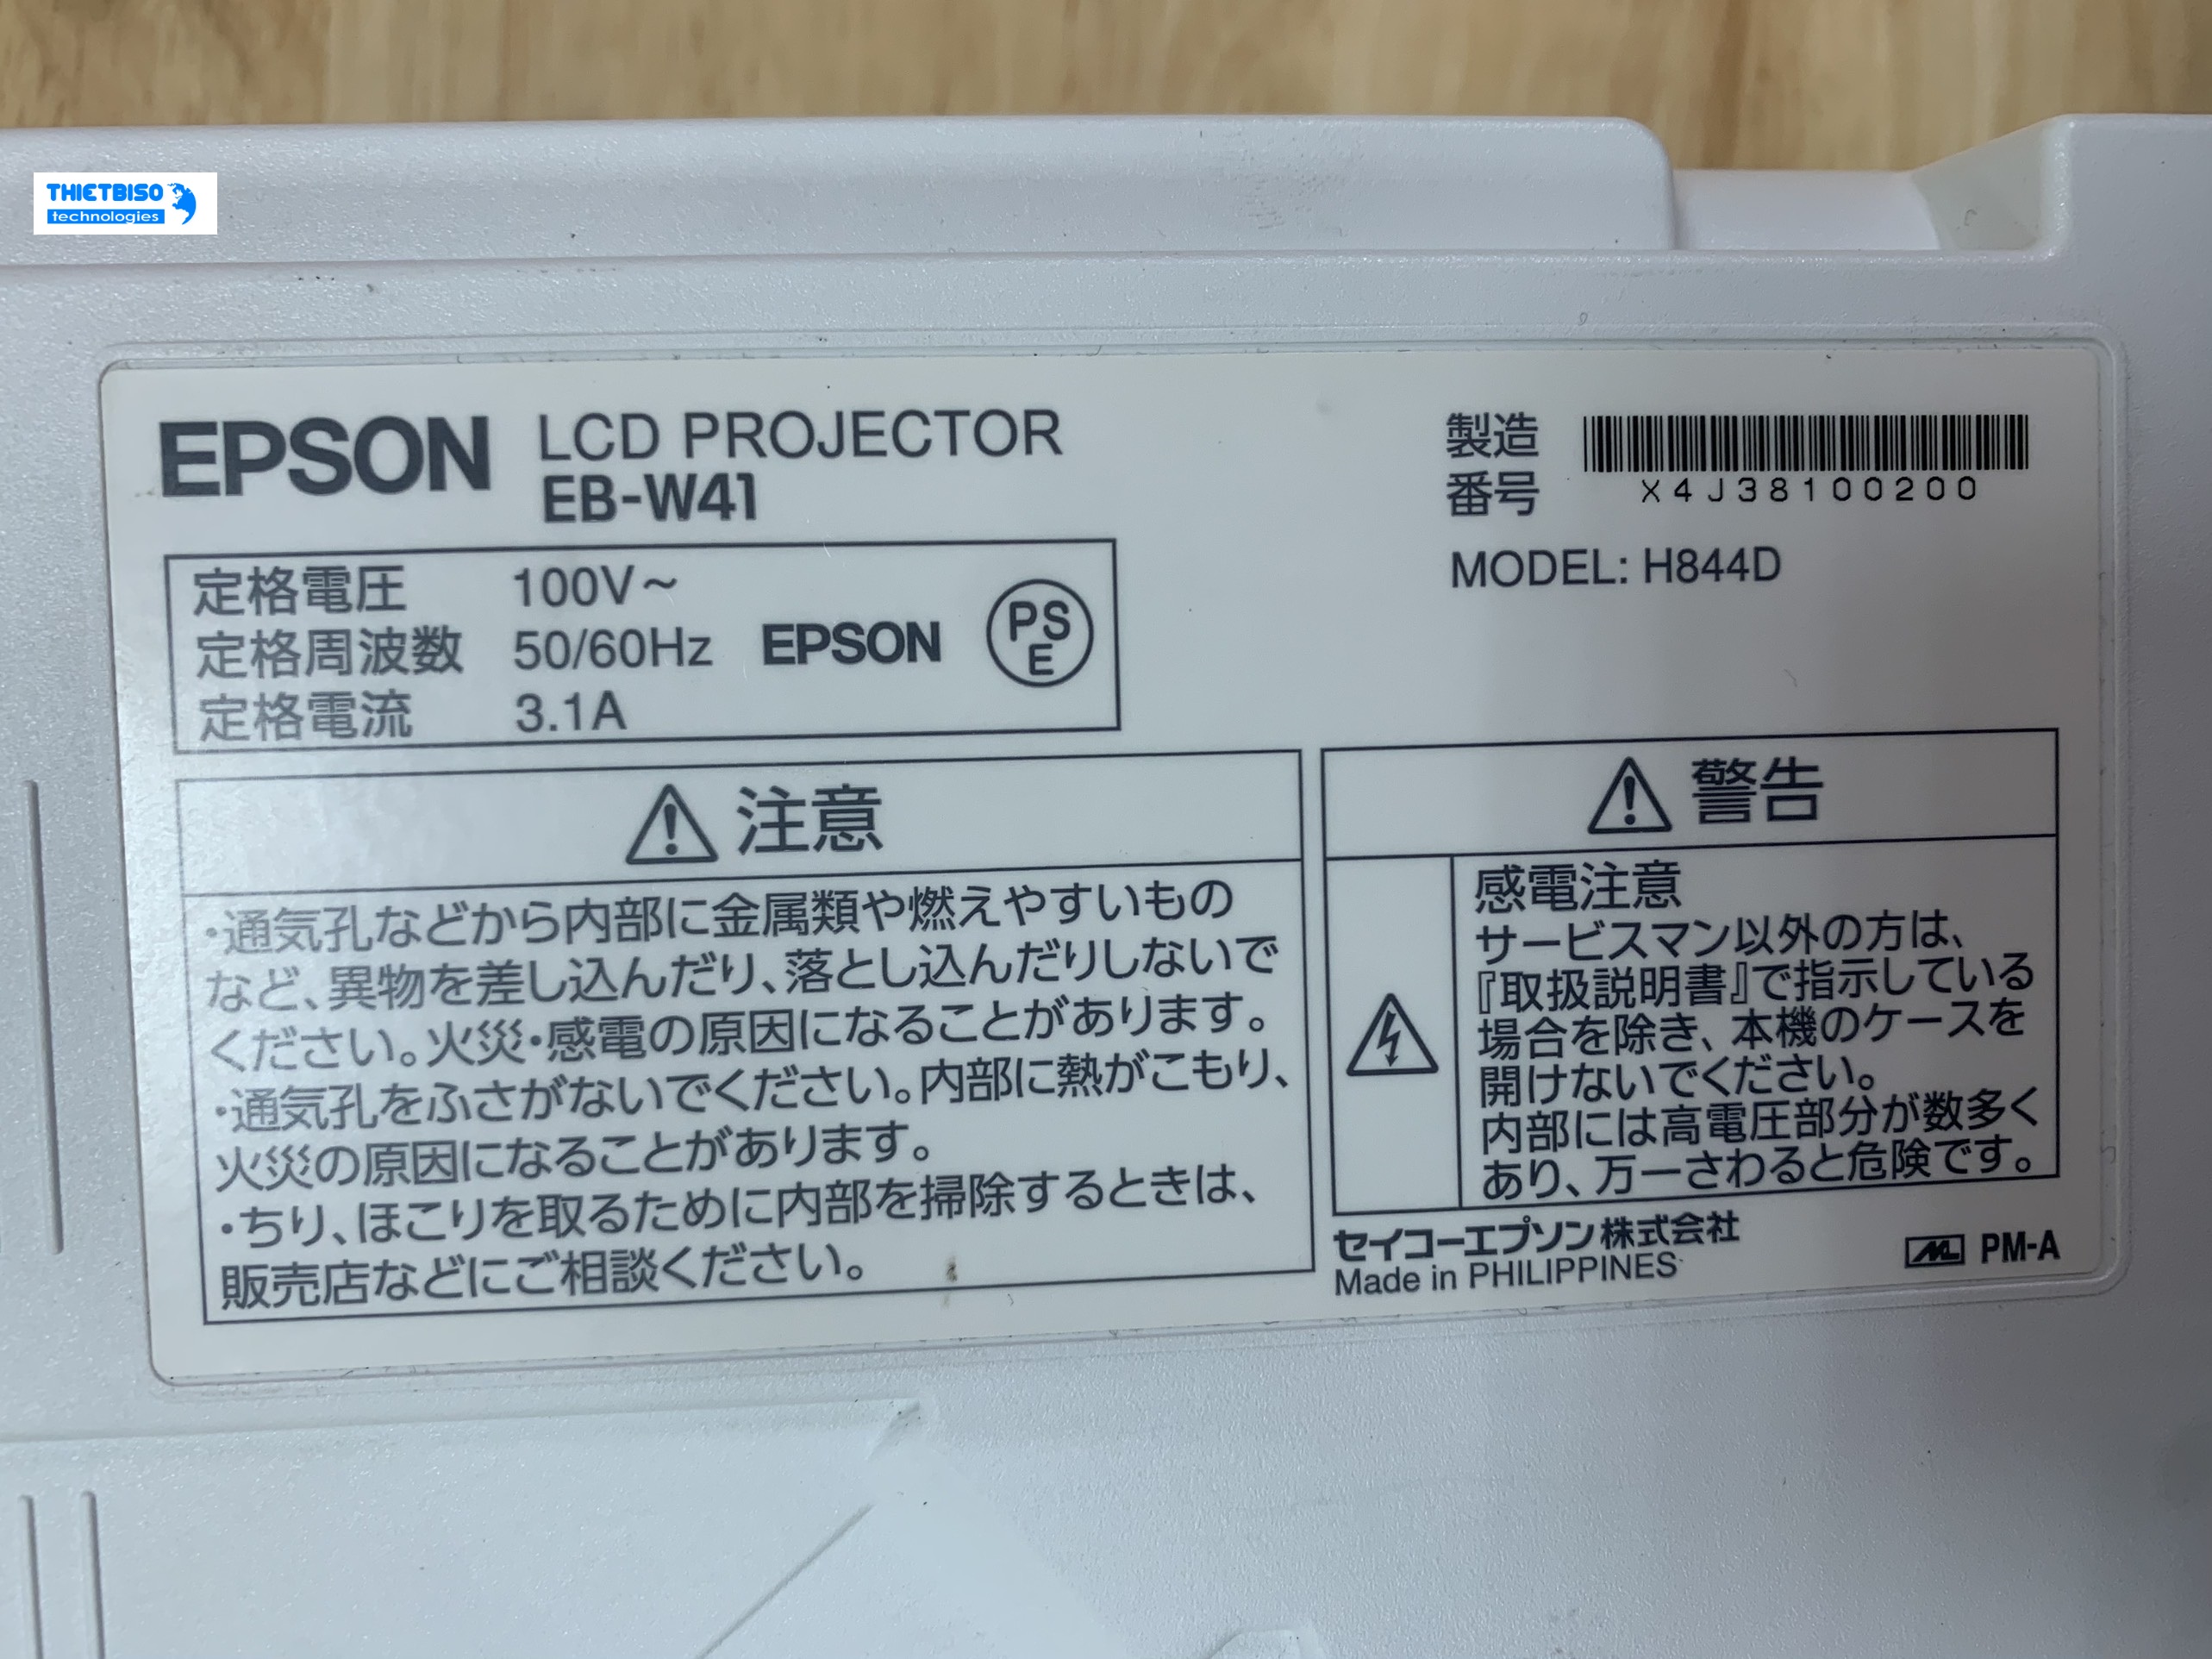 THIETBISO
technologies
EPSON LCD PROJECTOR
EB-W41
製造
番号
X4J38100200
MODEL: H844D
定格電圧 100V～
定格周波数 50/60Hz
定格電流 3.1A
EPSON
PS
E
注意
・通気孔などから内部に金属類や燃えやすいもの
など、異物を差し込んだり、落とし込んだりしないで
ください。火災・感電の原因になることがあります。
・通気孔をふさがないでください。内部に熱がこもり、
火災の原因になることがあります。
・ちり、ほこりを取るために内部を掃除するときは、
販売店などにご相談ください。
警告
感電注意
サービスマン以外の方は、
『取扱説明書』で指示している
場合を除き、本機のケースを
開けないでください。
内部には高電圧部分が数多く
あり、万一さわると危険です。
セイコーエプソン株式会社
Made in PHILIPPINES
PM-A